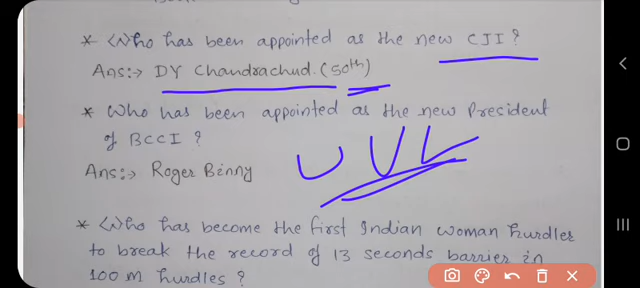 * Who has been appointed as the new CJI?
Ans:→ DY Chandrachud. (50th)
* Who has been appointed as the new President
of BCCI ?
Ans:→ Roger Binny
* Who has become the first Indian woman hurdler
to break the record of 13 seconds barrier in
100 m hurdles ?